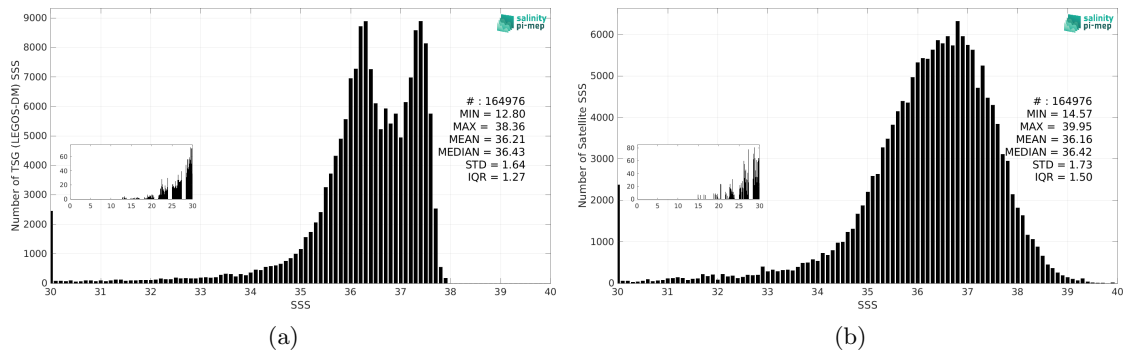 9000
8000
7000
6000
5000
4000
3000
2000
1000
0
Number of TSG (LEGOS-DM) SSS
salinity
pi-mep
# : 164976
MIN = 12.80
MAX = 38.36
MEAN = 36.21
MEDIAN = 36.43
STD = 1.64
IQR = 1.27
60
40
20
0
0 5 10 15 20 25 30
30 31 32 33 34 35 36 37 38 39 40
SSS
(a)
6000
5000
4000
3000
2000
1000
0
Number of Satellite SSS
salinity
pi-mep
# : 164976
MIN = 14.57
MAX = 39.95
MEAN = 36.16
MEDIAN = 36.42
STD = 1.73
IQR = 1.50
80
60
40
20
0
0 5 10 15 20 25 30
30 31 32 33 34 35 36 37 38 39 40
SSS
(b)